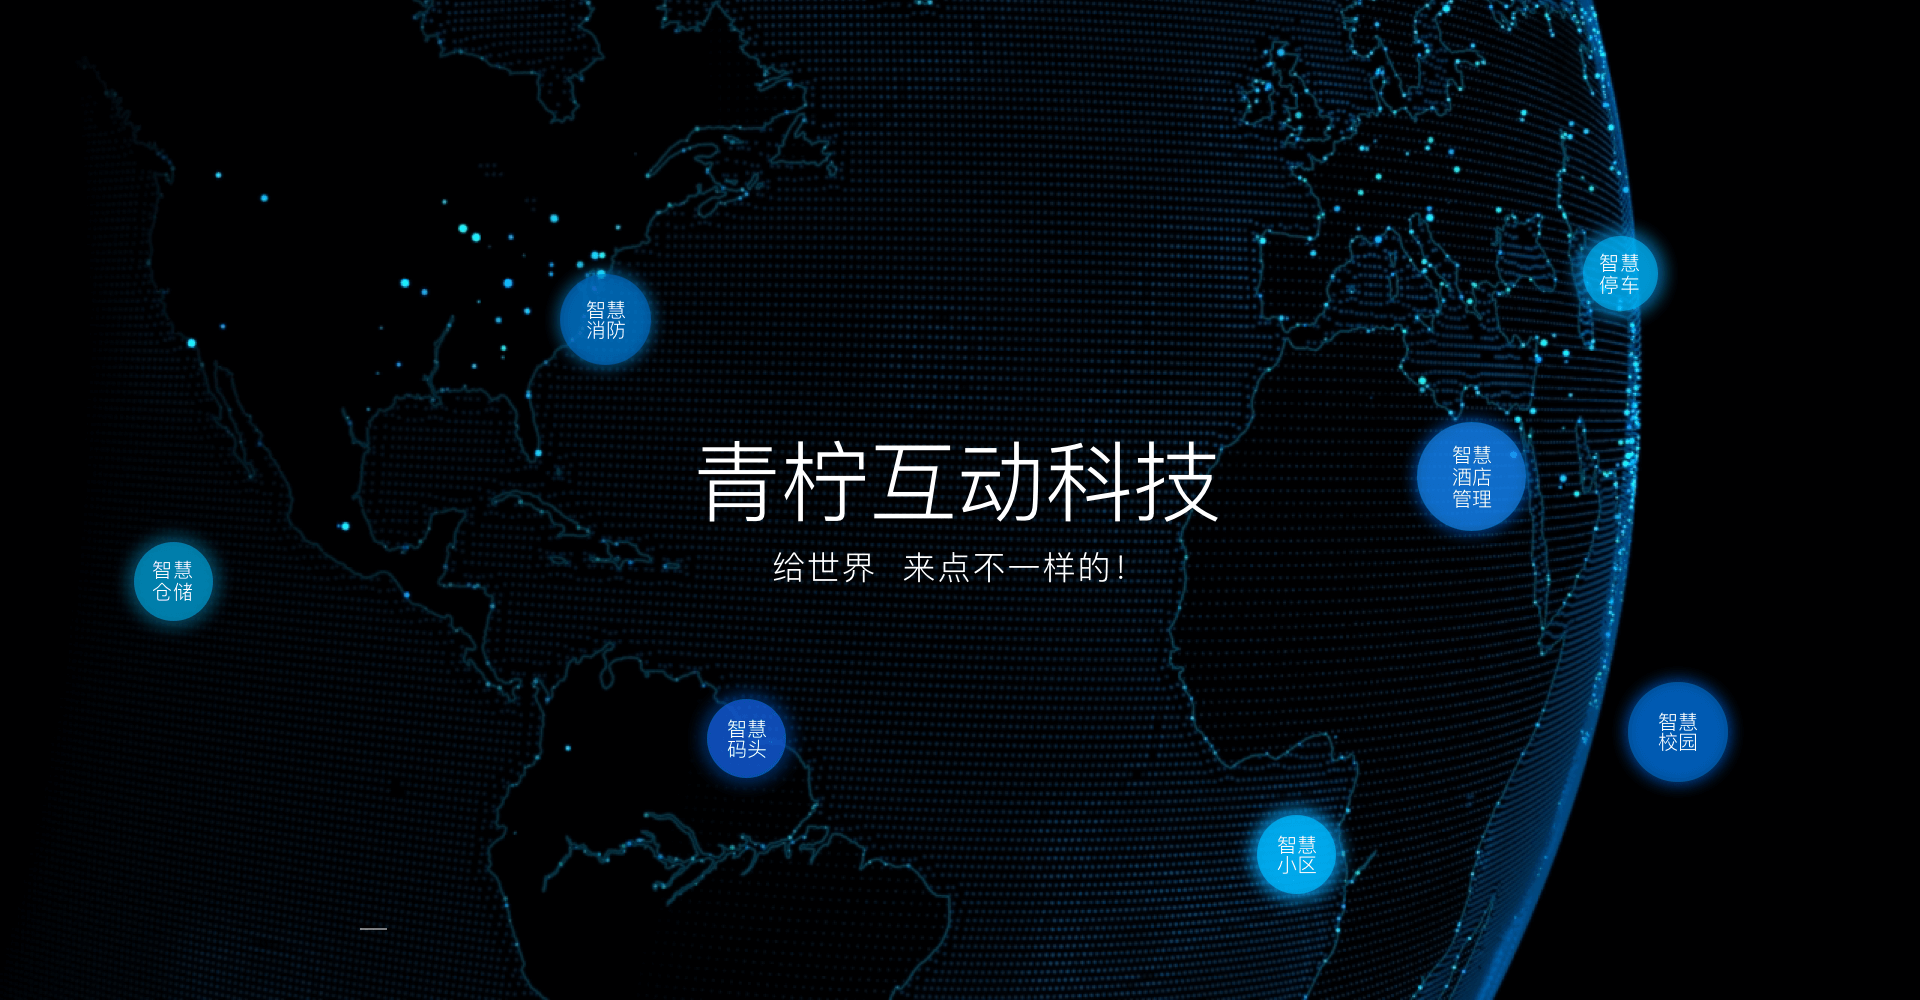 智慧
停车
智慧
消防
青柠互动科技
智慧
酒店
管理
给世界 来点不一样的!
智慧
仓储
智慧
码头
智慧
校园
智慧
小区